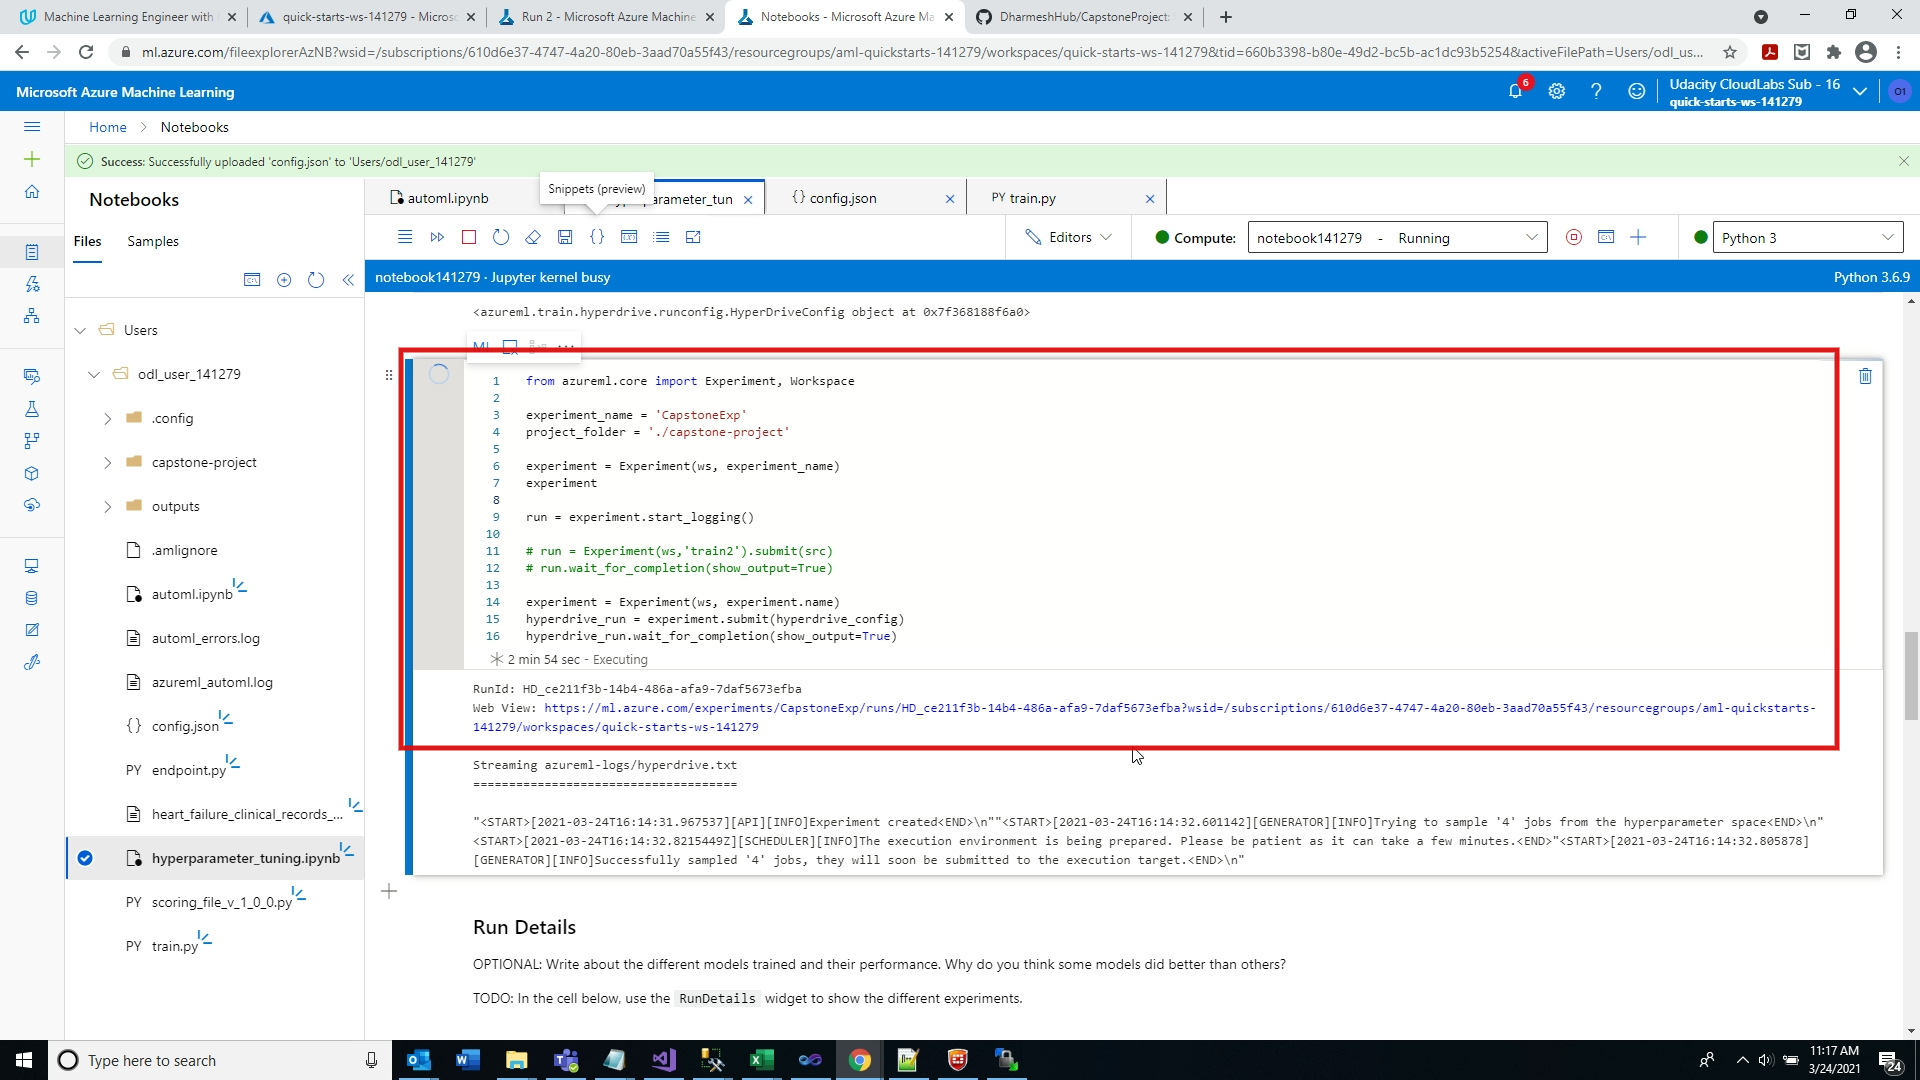 Machine Learning Engineer with
quick-starts-ws-141279 - Micros
Run 2 - Microsoft Azure Machine
Notebooks - Microsoft Azure Ma
DharmeshHub/CapstoneProject:
ml.azure.com/fileexplorerAzNB?wsid=/subscriptions/610d6e37-4747-4a20-80eb-3aad70a55f43/resourcegroups/aml-quickstarts-141279/workspaces/quick-starts-ws-141279&tid=660b3398-b80e-49d2-bc5b-ac1dc93b5254&activeFilePath=Users/odl_us...
Microsoft Azure Machine Learning
6
Udacity CloudLabs Sub - 16
quick-starts-ws-141279
O1
Home > Notebooks
Success: Successfully uploaded 'config.json' to 'Users/odl_user_141279'
Notebooks
Files
Samples
automl.ipynb
Snippets (preview)
arameter_tun
{} config.json
PY train.py
Editors
Compute:
notebook141279 - Running
Python 3
notebook141279 · Jupyter kernel busy
Python 3.6.9
Users
odl_user_141279
.config
capstone-project
outputs
.amlignore
automl.ipynb
automl_errors.log
azureml_automl.log
{} config.json
PY endpoint.py
heart_failure_clinical_records_...
hyperparameter_tuning.ipynb
PY scoring_file_v_1_0_0.py
PY train.py
<azureml.train.hyperdrive.runconfig.HyperDriveConfig object at 0x7f368188f6a0>
1 from azureml.core import Experiment, Workspace
2
3 experiment_name = 'CapstoneExp'
4 project_folder = './capstone-project'
5
6 experiment = Experiment(ws, experiment_name)
7 experiment
8
9 run = experiment.start_logging()
10
11 # run = Experiment(ws,'train2').submit(src)
12 # run.wait_for_completion(show_output=True)
13
14 experiment = Experiment(ws, experiment.name)
15 hyperdrive_run = experiment.submit(hyperdrive_config)
16 hyperdrive_run.wait_for_completion(show_output=True)
2 min 54 sec - Executing
RunId: HD_ce211f3b-14b4-486a-afa9-7daf5673efba
Web View: https://ml.azure.com/experiments/CapstoneExp/runs/HD_ce211f3b-14b4-486a-afa9-7daf5673efba?wsid=/subscriptions/610d6e37-4747-4a20-80eb-3aad70a55f43/resourcegroups/aml-quickstarts-
141279/workspaces/quick-starts-ws-141279
Streaming azureml-logs/hyperdrive.txt
=====================================
"<START>[2021-03-24T16:14:31.967537][API][INFO]Experiment created<END>\n""<START>[2021-03-24T16:14:32.601142][GENERATOR][INFO]Trying to sample '4' jobs from the hyperparameter space<END>\n"
<START>[2021-03-24T16:14:32.8215449Z][SCHEDULER][INFO]The execution environment is being prepared. Please be patient as it can take a few minutes.<END>"<START>[2021-03-24T16:14:32.805878]
[GENERATOR][INFO]Successfully sampled '4' jobs, they will soon be submitted to the execution target.<END>\n"
Run Details
OPTIONAL: Write about the different models trained and their performance. Why do you think some models did better than others?
TODO: In the cell below, use the RunDetails widget to show the different experiments.
Type here to search
11:17 AM
3/24/2021
24